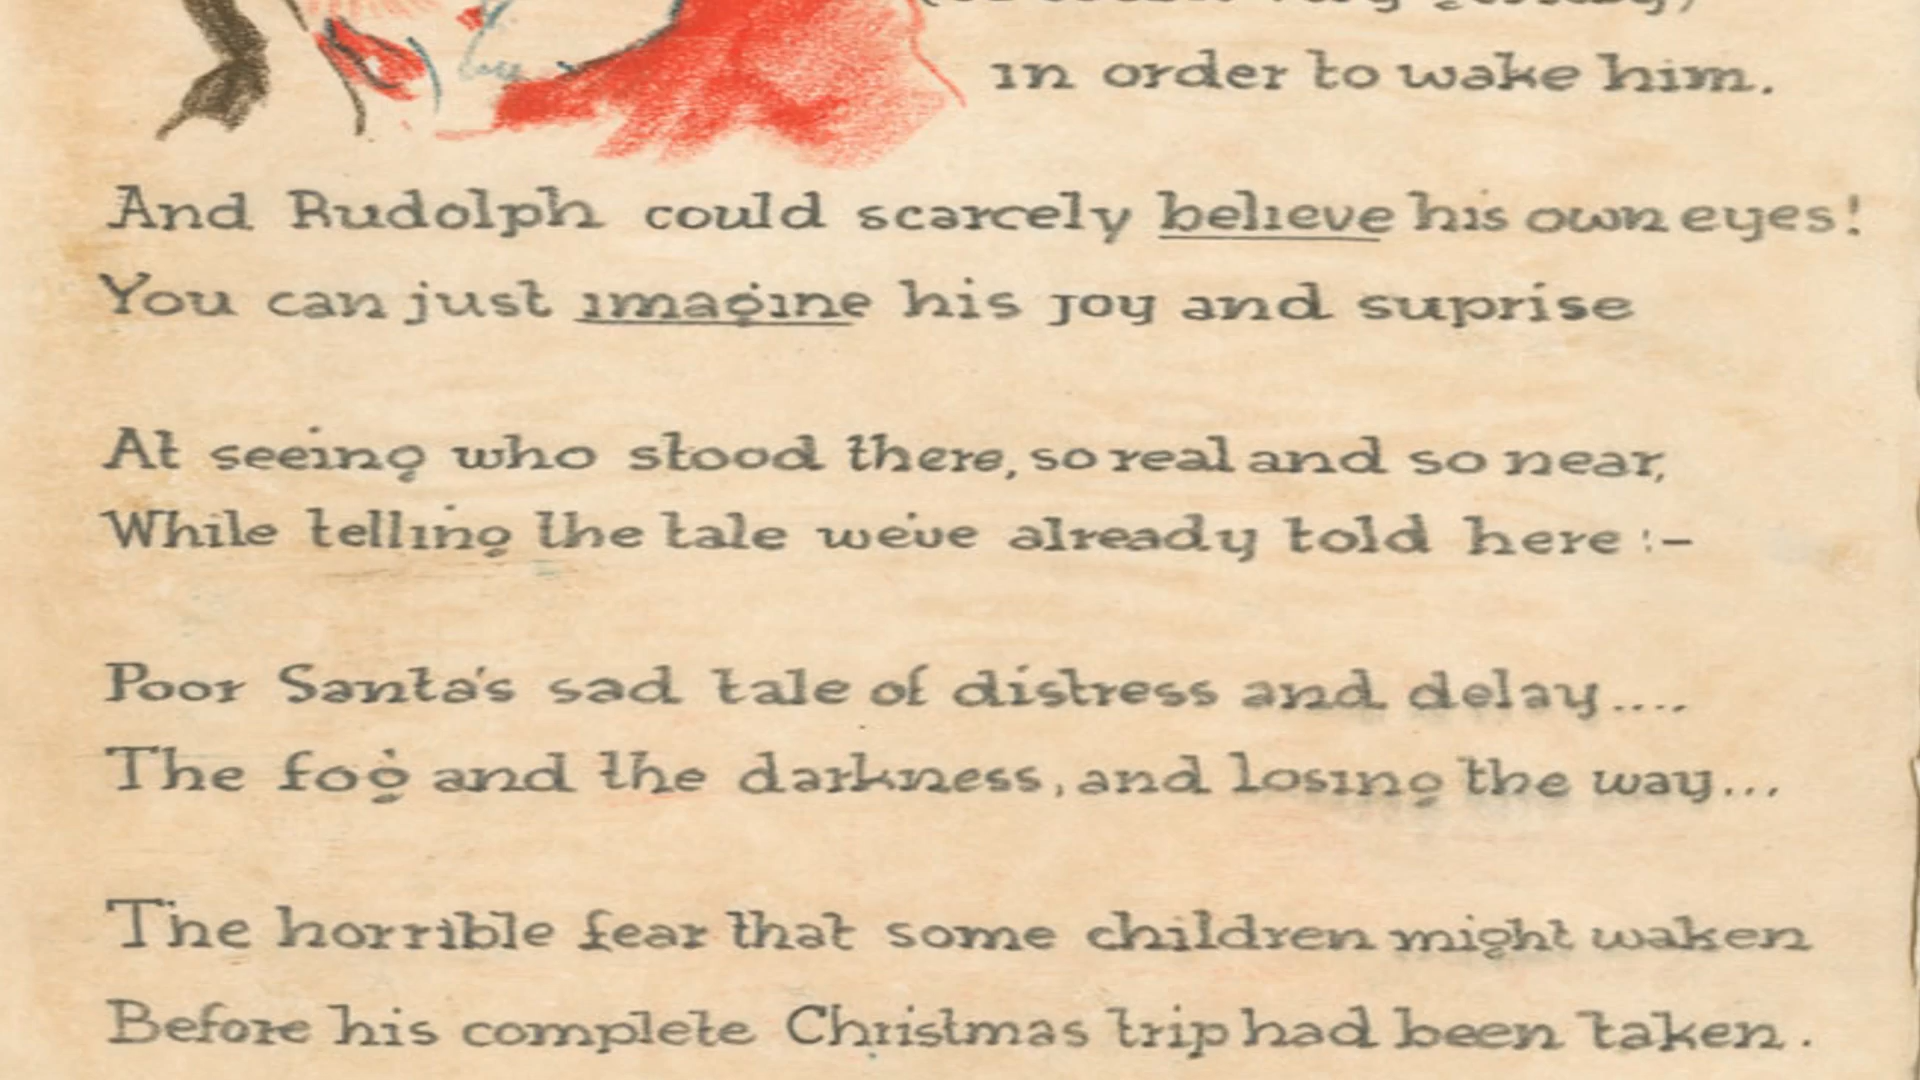 in order to wake him.
And Rudolph could scarcely believe his own eyes!
You can just imagine his joy and suprise
At seeing who stood there, so real and so near,
While telling the tale we've already told here :-
Poor Santa's sad tale of distress and delay....
The fog and the darkness, and losing the way...
The horrible fear that some children might waken
Before his complete Christmas trip had been taken.